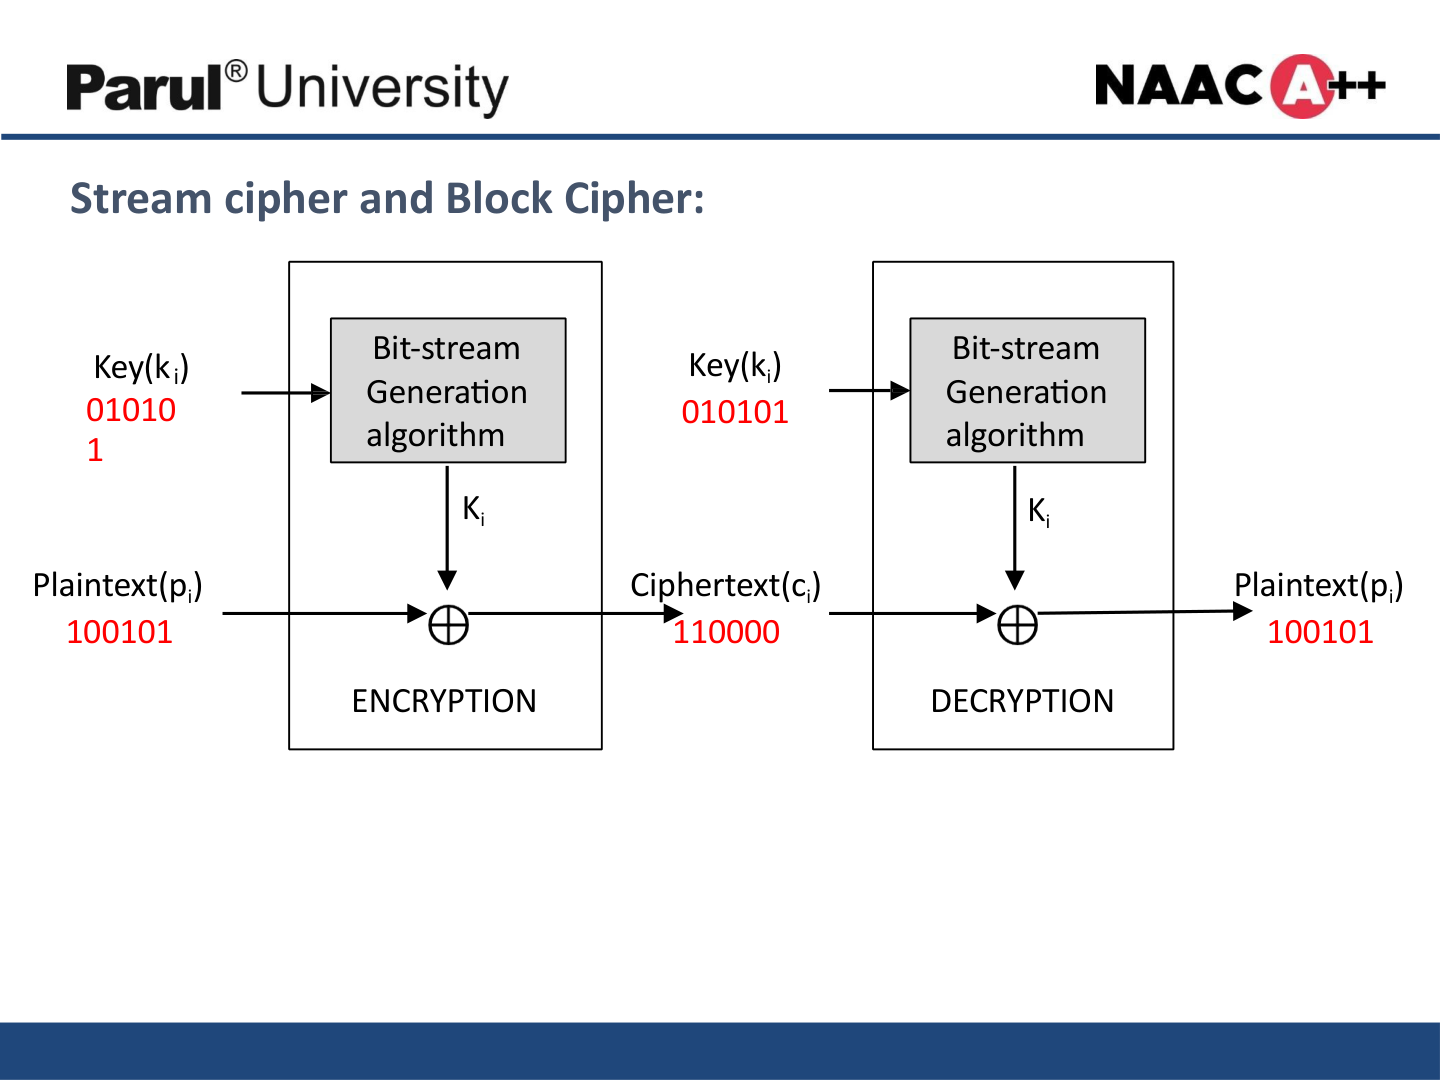 Parul® University
NAAC A++
Stream cipher and Block Cipher:
Key(ki)
01010
1
Bit-stream
Generation
algorithm
Ki
Plaintext(pi)
100101
ENCRYPTION
Key(ki)
010101
Ciphertext(ci)
110000
Bit-stream
Generation
algorithm
Ki
DECRYPTION
Plaintext(pi)
100101